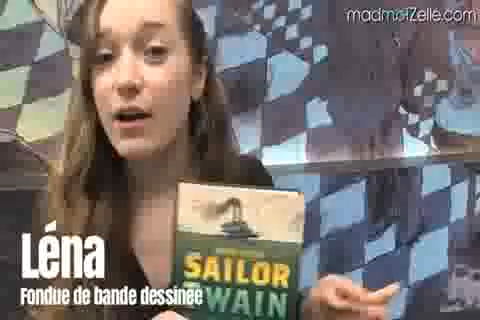 madmoiZelle.com
SAILOR
TWAIN
Léna
Fondue de bande dessinée